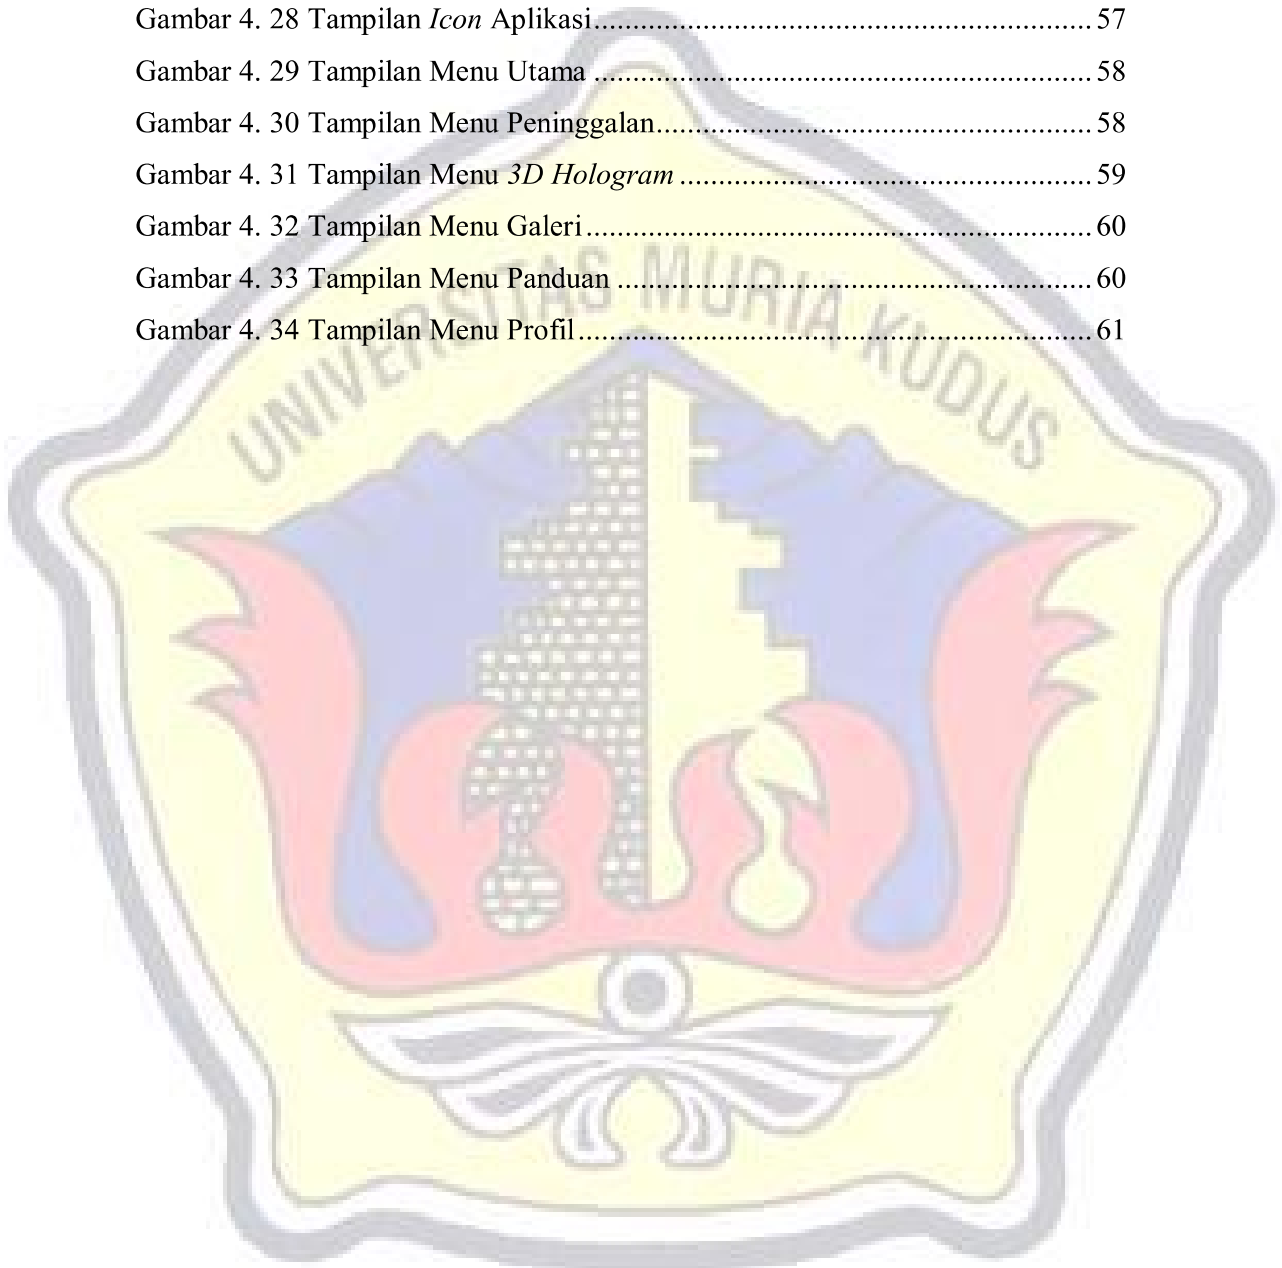 Gambar 4. 28 Tampilan Icon Aplikasi.......................................................... 57
Gambar 4. 29 Tampilan Menu Utama .......................................................... 58
Gambar 4. 30 Tampilan Menu Peninggalan.................................................. 58
Gambar 4. 31 Tampilan Menu 3D Hologram ............................................... 59
Gambar 4. 32 Tampilan Menu Galeri........................................................... 60
Gambar 4. 33 Tampilan Menu Panduan ....................................................... 60
Gambar 4. 34 Tampilan Menu Profil............................................................ 61
UNIVERSITAS MURIA KUDUS